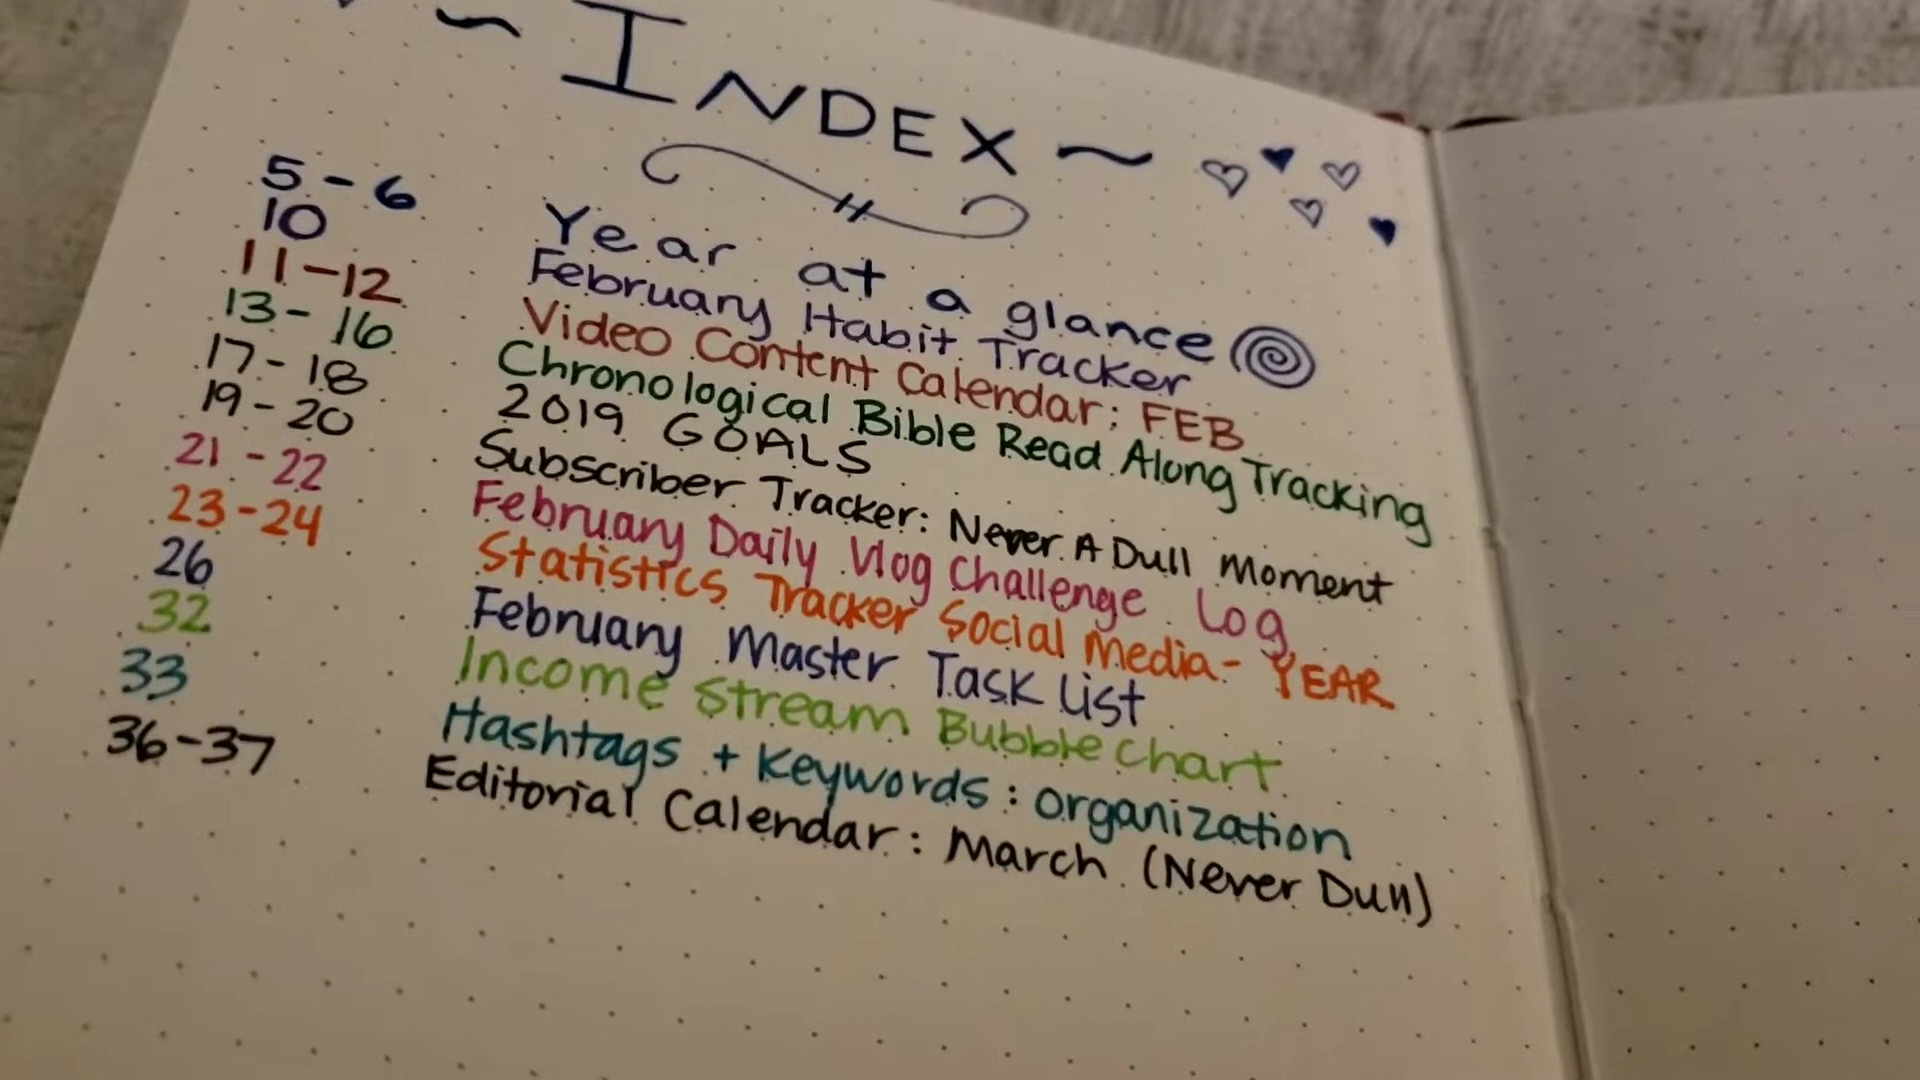 ~ INDEX ~
5-6 Year at a glance
10 February Habit Tracker
11-12 Video Content Calendar: FEB
13-16 Chronological Bible Read Along Tracking
17-18 2019 GOALS
19-20 Subscriber Tracker: Never A Dull Moment
21-22 February Daily Vlog Challenge Log
23-24 Statistics Tracker Social Media- YEAR
26 February Master Task List
32 Income Stream Bubble Chart
33 Hashtags + Keywords: Organization
36-37 Editorial Calendar: March (Never Dull)